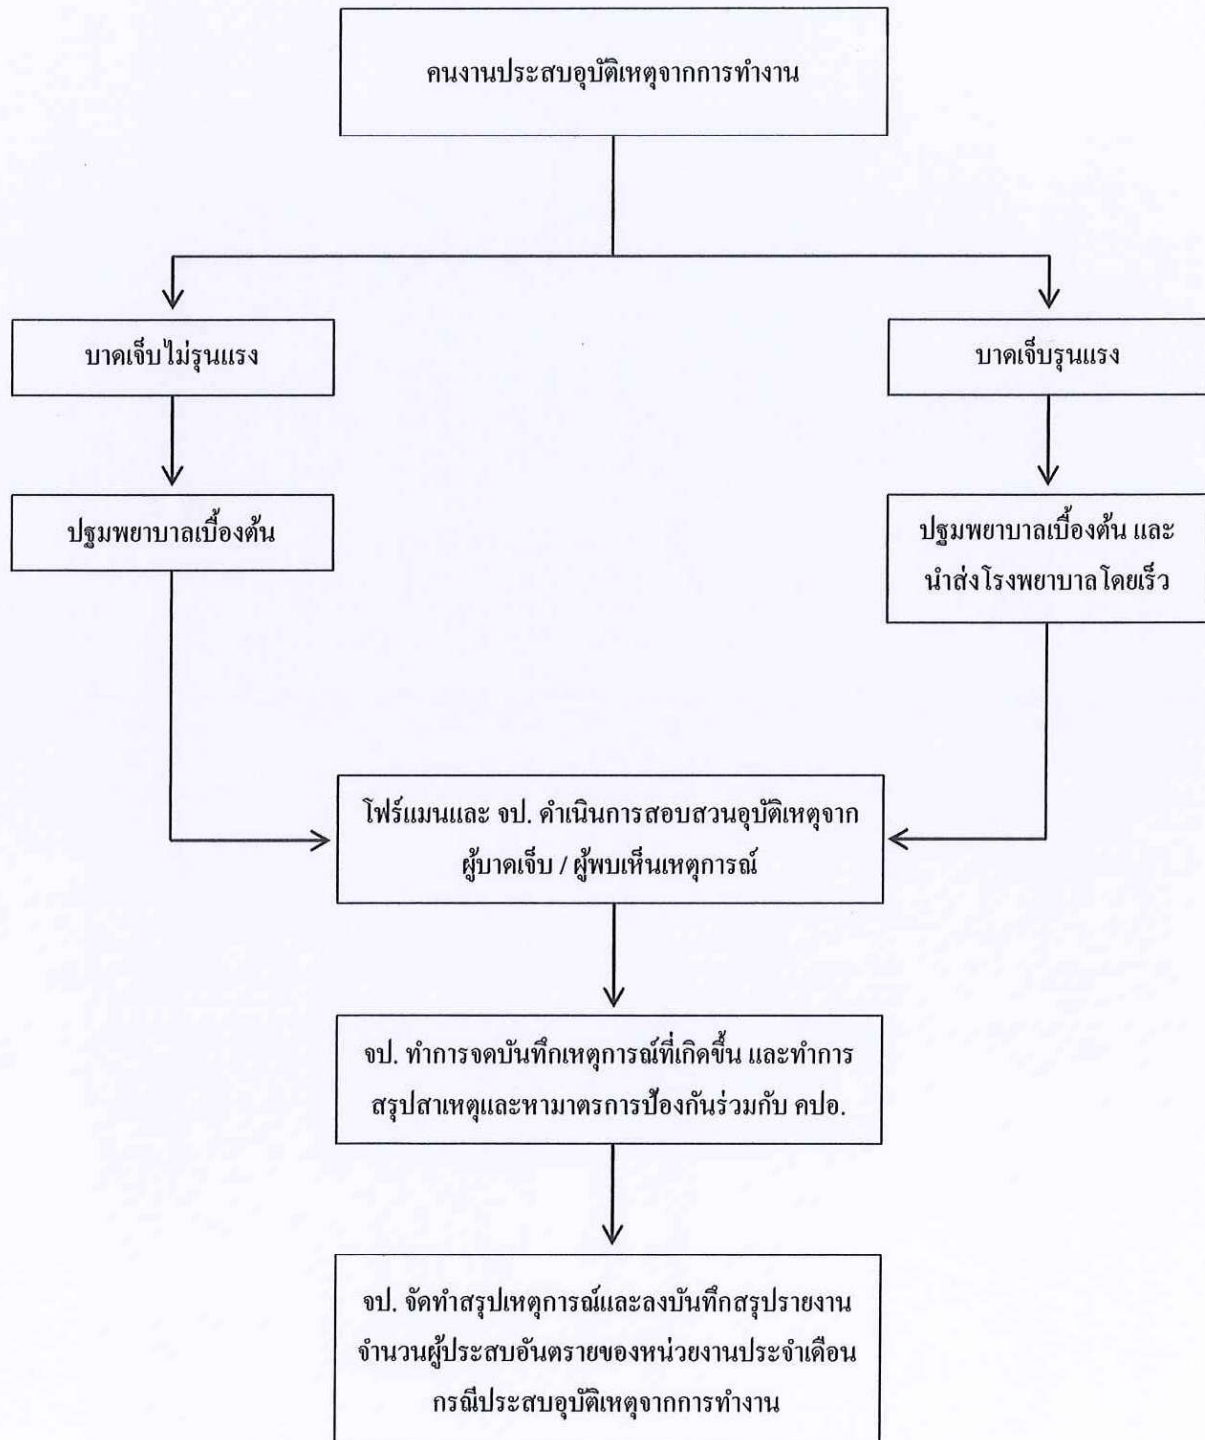 คนงานประสบอุบัติเหตุจากการทำงาน
บาดเจ็บไม่รุนแรง
บาดเจ็บรุนแรง
ปฐมพยาบาลเบื้องต้น
ปฐมพยาบาลเบื้องต้น และ
นำส่งโรงพยาบาลโดยเร็ว
โฟร์แมนและ จป. ดำเนินการสอบสวนอุบัติเหตุจาก
ผู้บาดเจ็บ / ผู้พบเห็นเหตุการณ์
จป. ทำการจดบันทึกเหตุการณ์ที่เกิดขึ้น และทำการ
สรุปสาเหตุและหามาตรการป้องกันร่วมกับ คปอ.
จป. จัดทำสรุปเหตุการณ์และลงบันทึกสรุปรายงาน
จำนวนผู้ประสบอันตรายของหน่วยงานประจำเดือน
กรณีประสบอุบัติเหตุจากการทำงาน